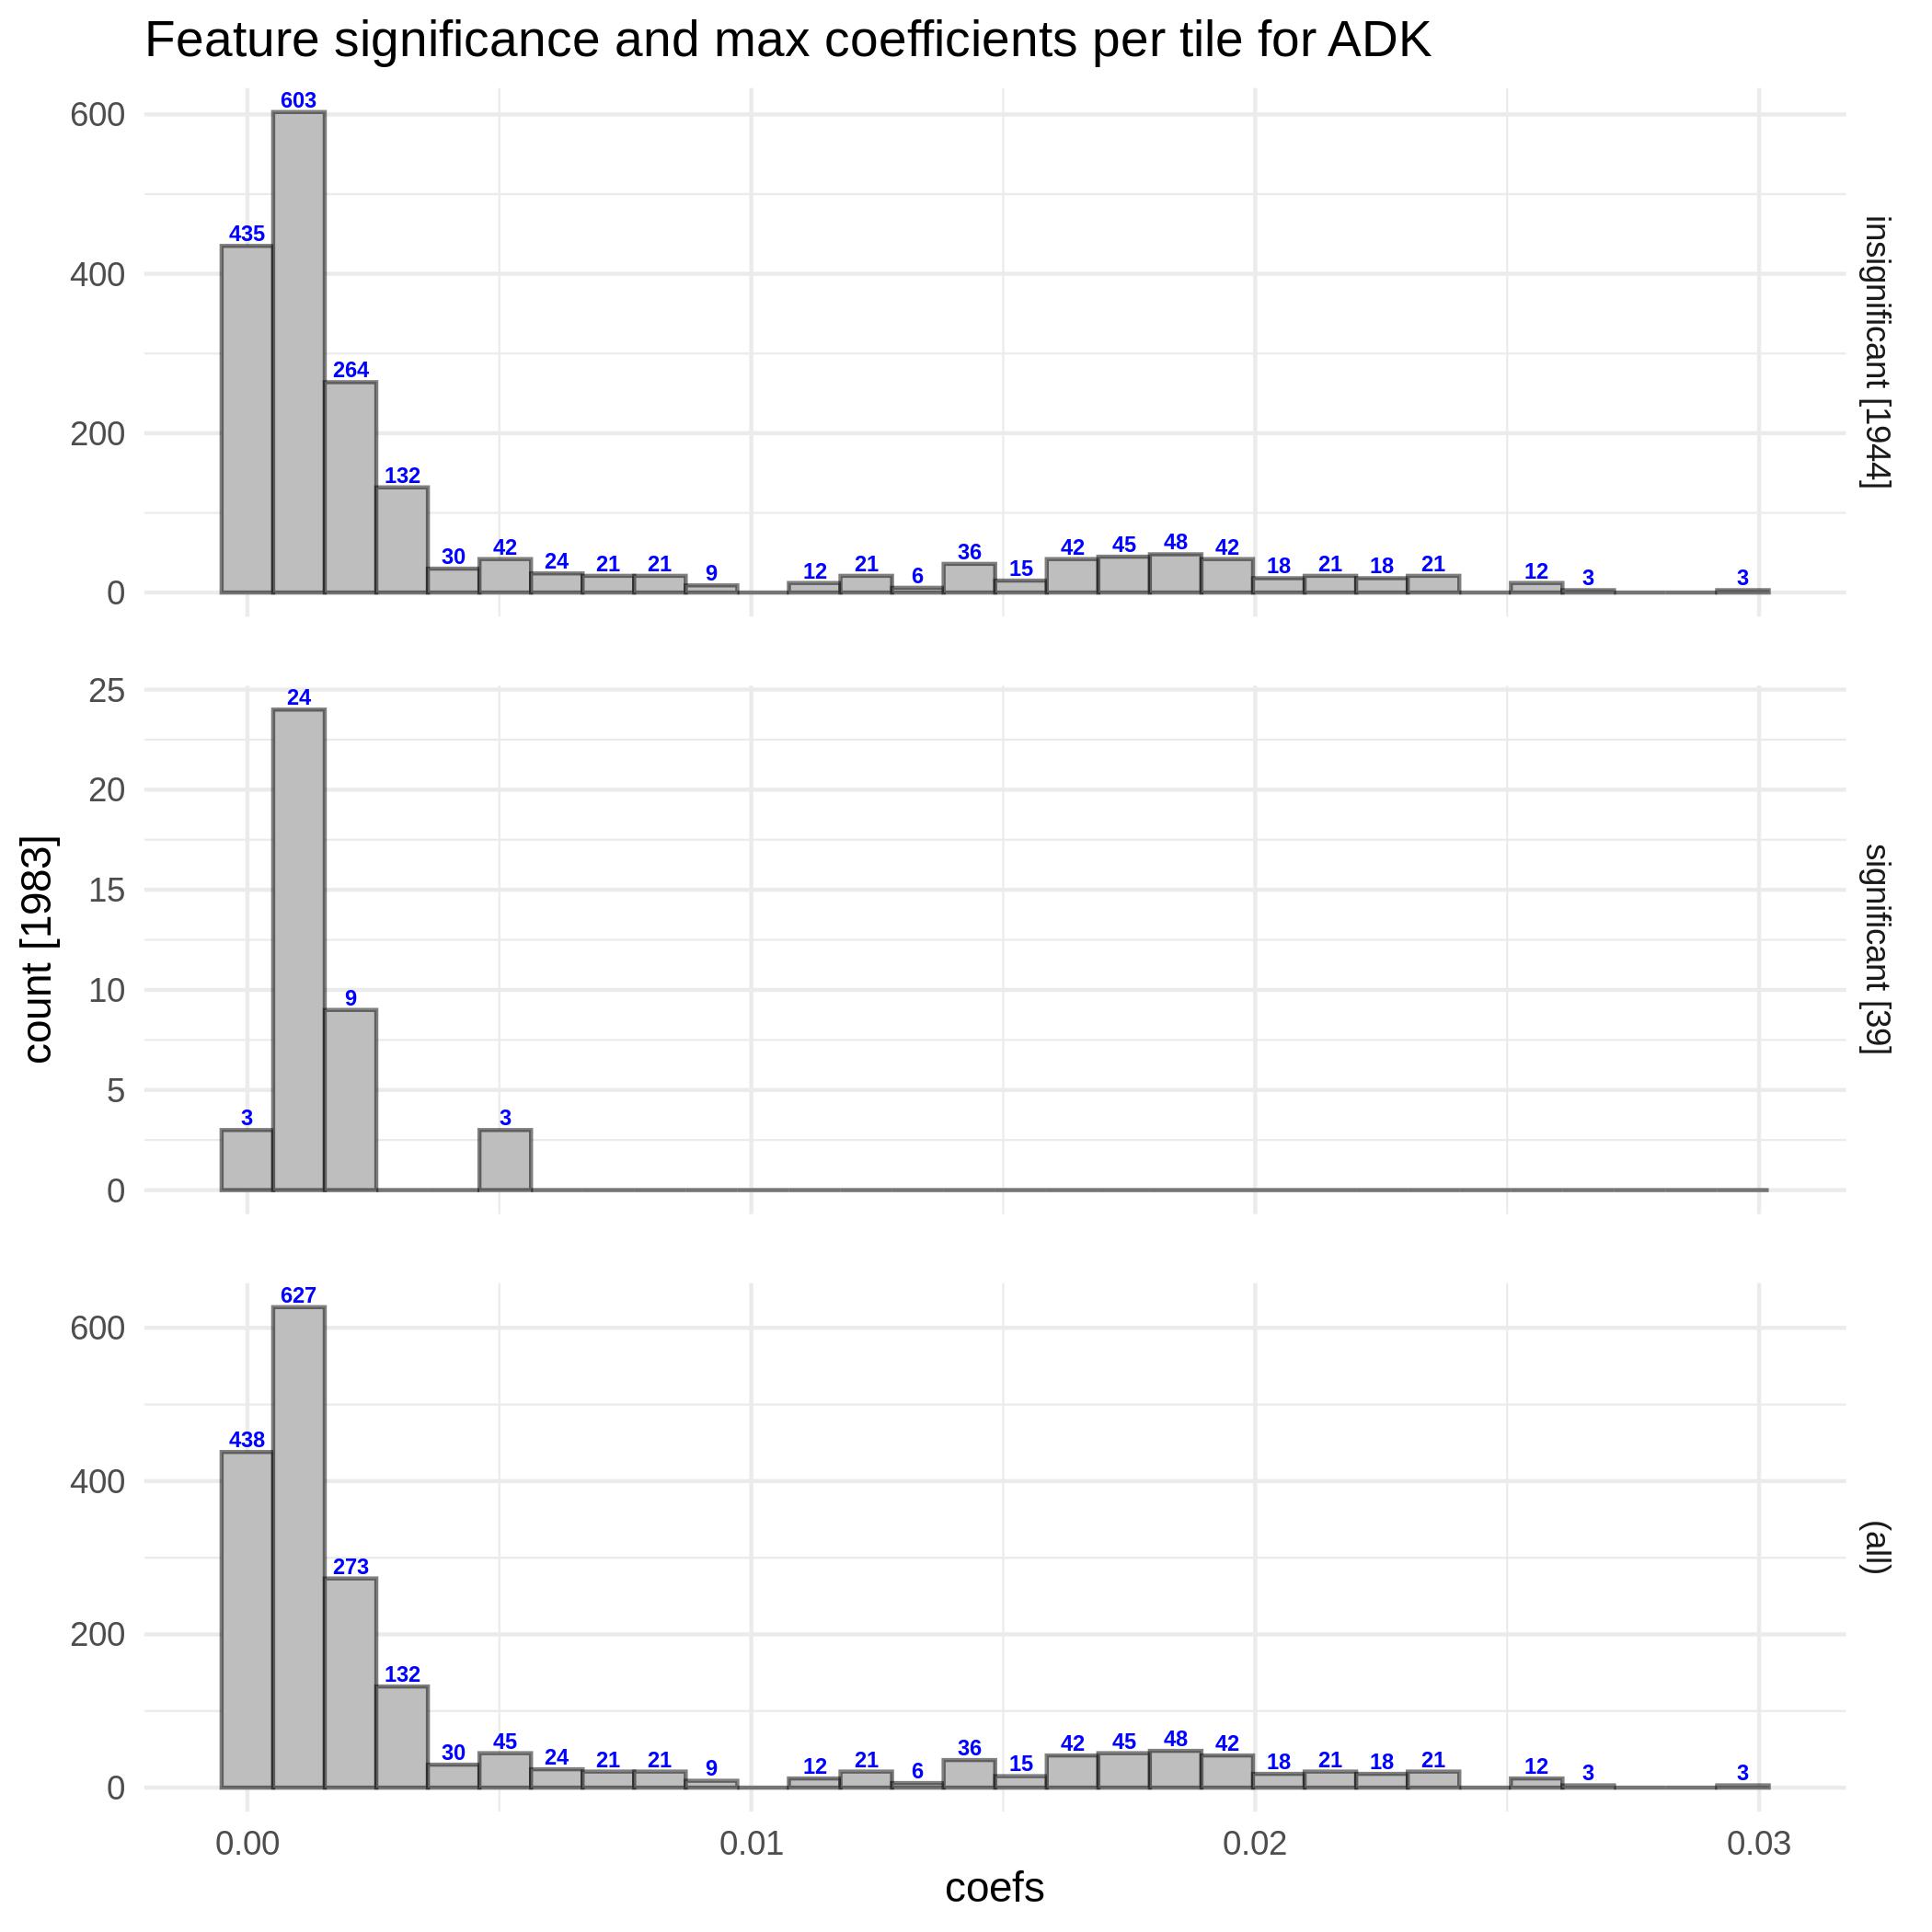 Feature significance and max coefficients per tile for ADK
603
600
435
400
264
200
132
30 42 24 21 21 9 12 21 6 36 15 42 45 48 42 18 21 18 21 12 3 3
0
insignificant [1944]
25
24
20
15
10
9
5
3 3
0
significant [39]
count [1983]
627
600
438
400
273
200
132
30 45 24 21 21 9 12 21 6 36 15 42 45 48 42 18 21 18 21 12 3 3
0
(all)
0.00 0.01 0.02 0.03
coefs